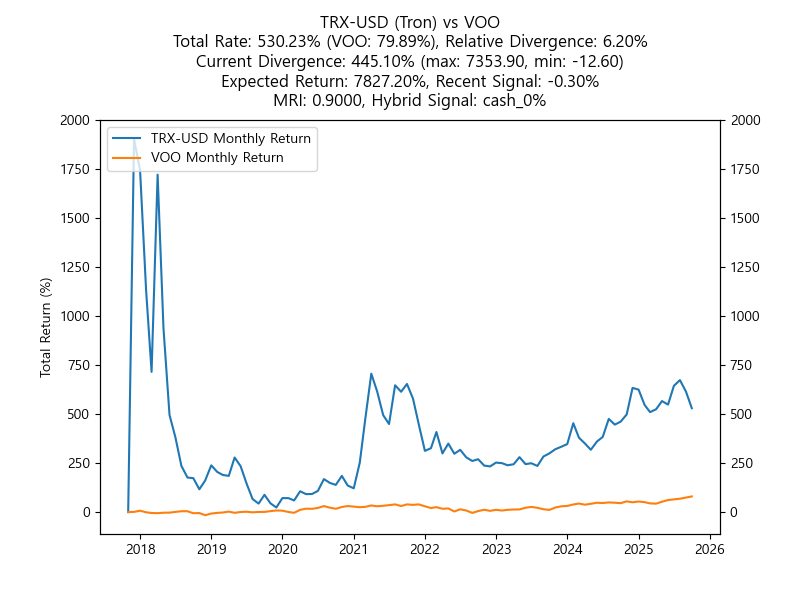 TRX-USD (Tron) vs VOO
Total Rate: 530.23% (VOO: 79.89%), Relative Divergence: 6.20%
Current Divergence: 445.10% (max: 7353.90, min: -12.60)
Expected Return: 7827.20%, Recent Signal: -0.30%
MRI: 0.9000, Hybrid Signal: cash_0%
TRX-USD Monthly Return
VOO Monthly Return
Total Return (%)
2000
1750
1500
1250
1000
750
500
250
0
2000
1750
1500
1250
1000
750
500
250
0
2018 2019 2020 2021 2022 2023 2024 2025 2026